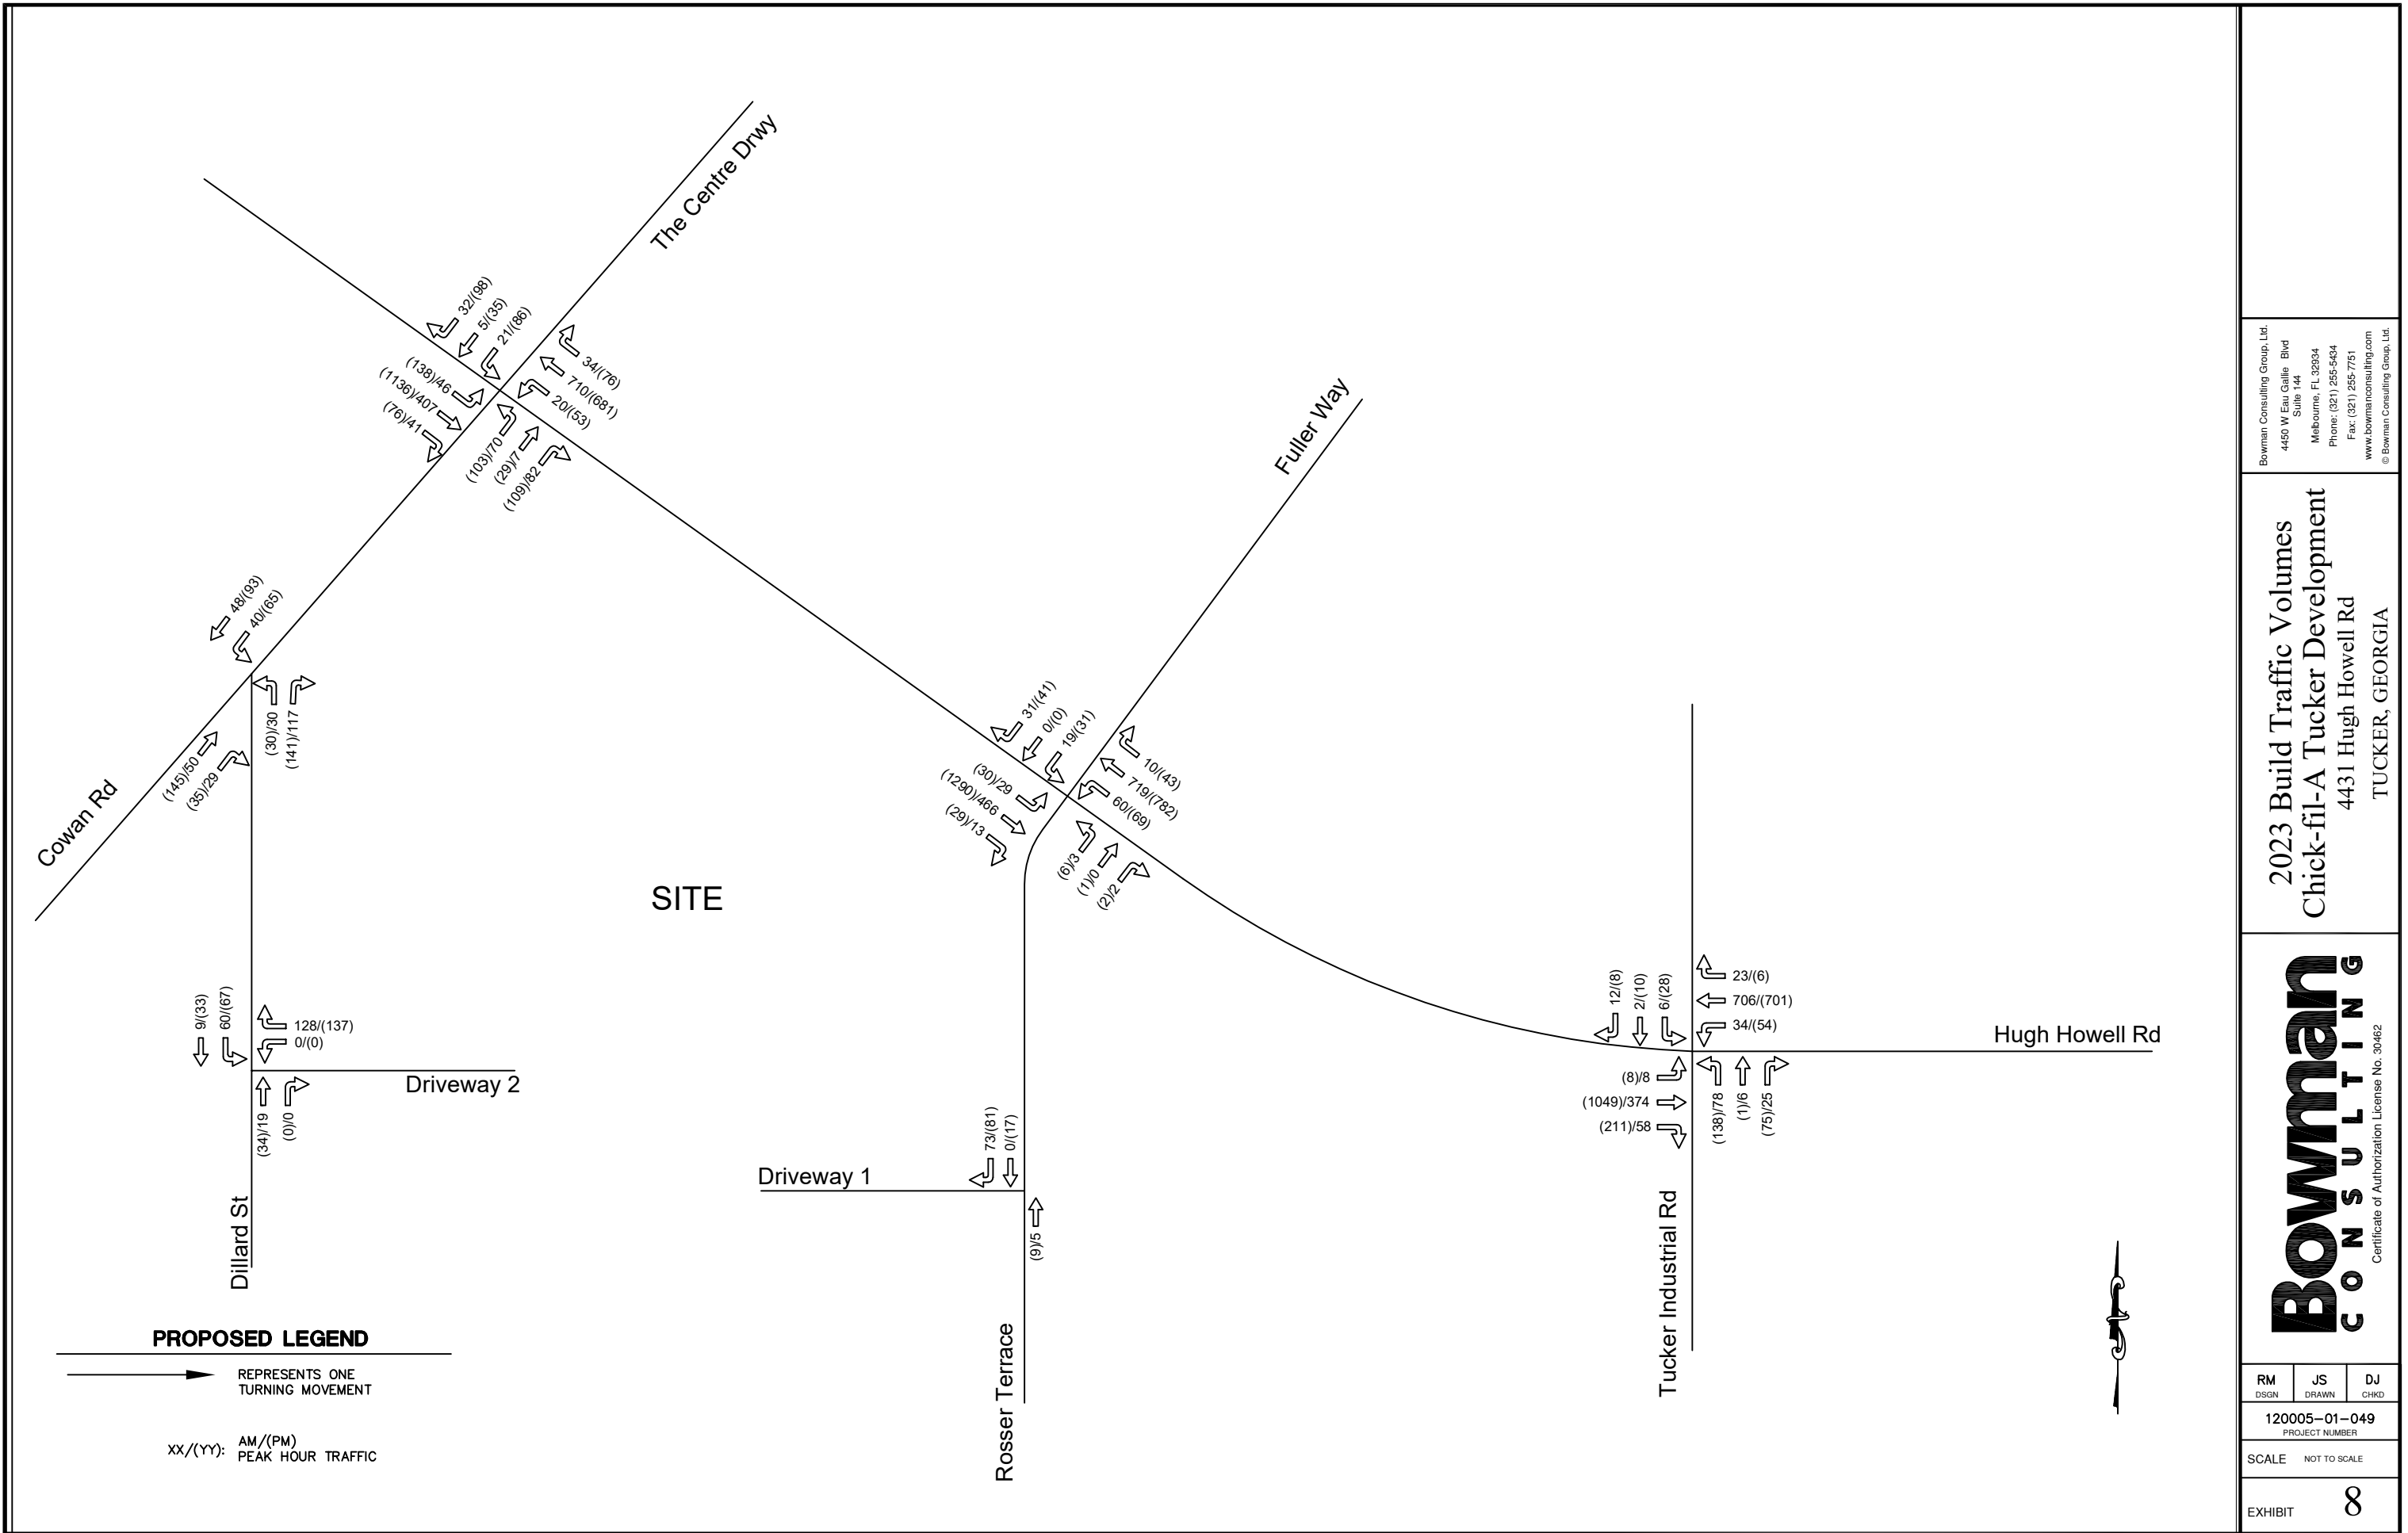 The Centre Drwy
32/(98)
5/(35)
21/(86)
34/(76)
710/(681)
20/(53)
(138)/46
(1136)/407
(76)/41
(103)/70
(29)/7
(109)/82
Fuller Way
48/(93)
40/(65)
(30)/30
(141)/117
(145)/50
(35)/29
Cowan Rd
31/(41)
0/(0)
19/(31)
10/(43)
719/(782)
60/(69)
(30)/29
(1290)/466
(29)/13
(6)/3
(1)/0
(2)/2
SITE
9/(33)
60/(67)
128/(137)
0/(0)
Driveway 2
(34)/19
(0)/0
Dillard St
12/(8)
2/(10)
6/(28)
23/(6)
706/(701)
34/(54)
Hugh Howell Rd
(8)/8
(1049)/374
(211)/58
(138)/78
(1)/6
(75)/25
Tucker Industrial Rd
73/(81)
0/(17)
Driveway 1
(9)/5
Rosser Terrace
PROPOSED LEGEND
REPRESENTS ONE
TURNING MOVEMENT
XX/(YY): AM/(PM)
PEAK HOUR TRAFFIC
Bowman Consulting Group, Ltd.
4450 W Eau Gallie Blvd
Suite 144
Melbourne, FL 32934
Phone: (321) 255-5434
Fax: (321) 255-7751
www.bowmanconsulting.com
© Bowman Consulting Group, Ltd.
2023 Build Traffic Volumes
Chick-fil-A Tucker Development
4431 Hugh Howell Rd
TUCKER, GEORGIA
Bowman
CONSULTING
Certificate of Authorization License No. 30462
RM JS DJ
DSGN DRAWN CHKD
120005-01-049
PROJECT NUMBER
SCALE NOT TO SCALE
EXHIBIT 8